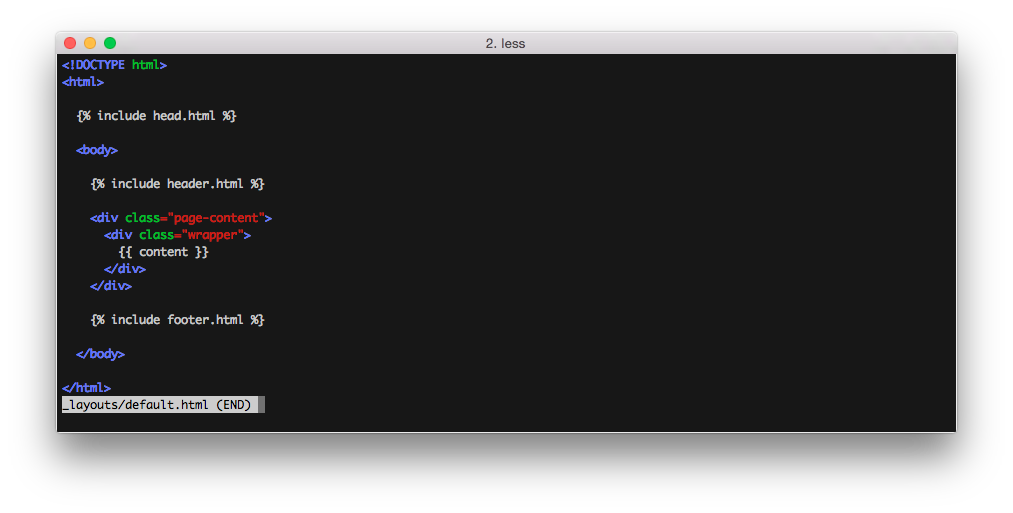 2. less
<!DOCTYPE html>
<html>
  {% include head.html %}
  <body>
    {% include header.html %}
    <div class="page-content">
      <div class="wrapper">
        {{ content }}
      </div>
    </div>
    {% include footer.html %}
  </body>
</html>
_layouts/default.html (END)